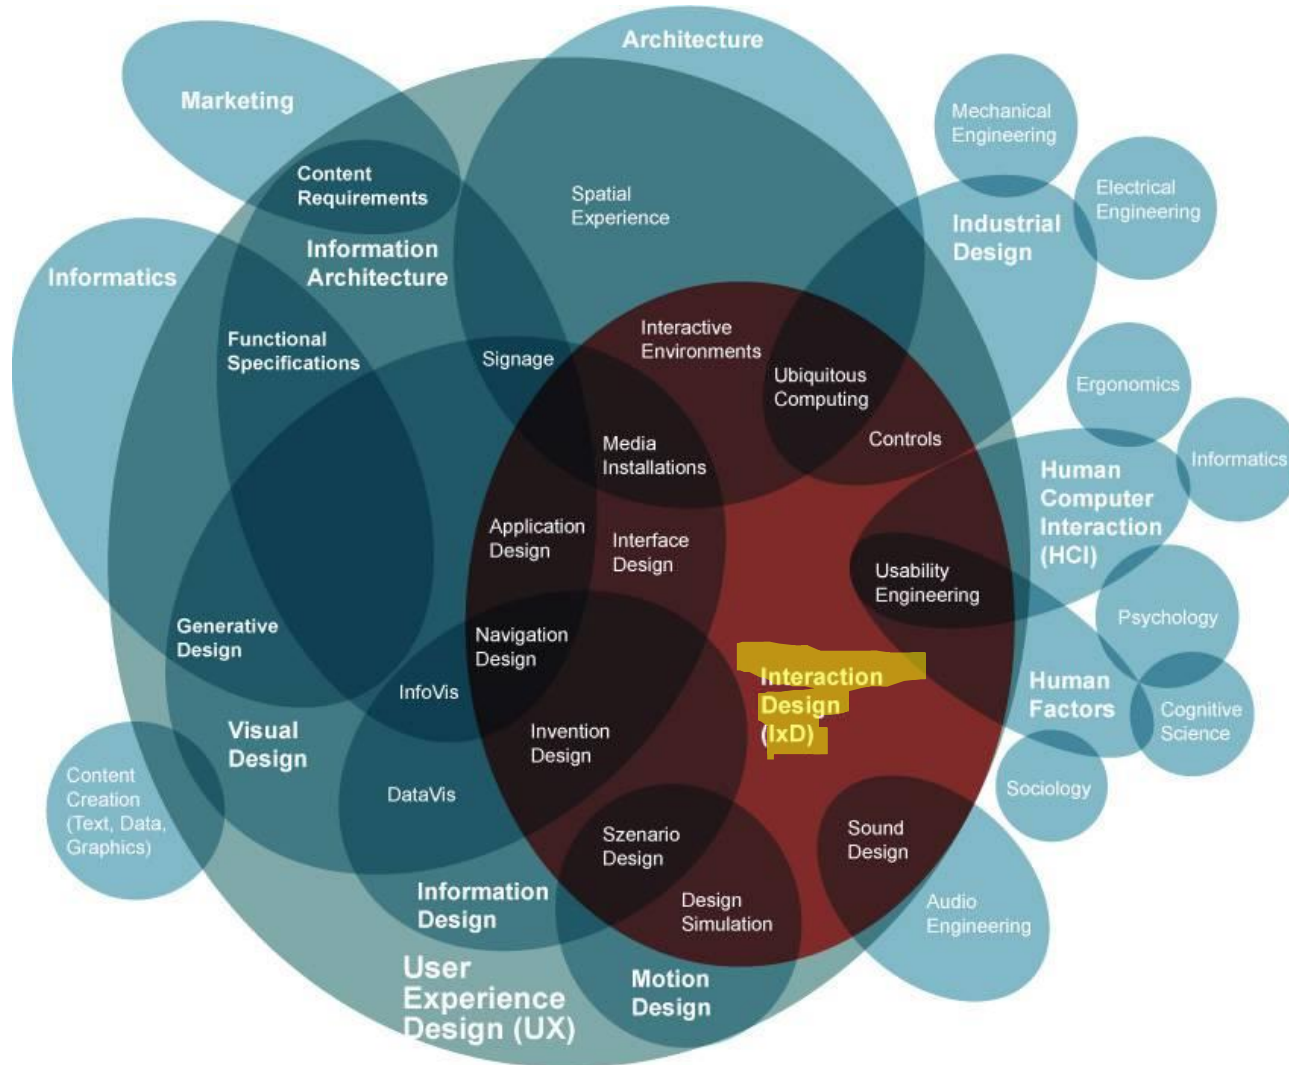 Architecture
Marketing
Mechanical
Engineering
Content
Requirements
Spatial
Experience
Electrical
Engineering
Industrial
Design
Information
Architecture
Informatics
Functional
Specifications
Signage
Interactive
Environments
Ubiquitous
Computing
Ergonomics
Controls
Media
Installations
Informatics
Human
Computer
Interaction
(HCI)
Application
Design
Interface
Design
Usability
Engineering
Psychology
Generative
Design
Navigation
Design
InfoVis
Interaction
Design
(IxD)
Human
Factors
Cognitive
Science
Visual
Design
Invention
Design
Content
Creation
(Text, Data,
Graphics)
DataVis
Sociology
Szenario
Design
Sound
Design
Information
Design
Design
Simulation
Audio
Engineering
User
Experience
Design (UX)
Motion
Design